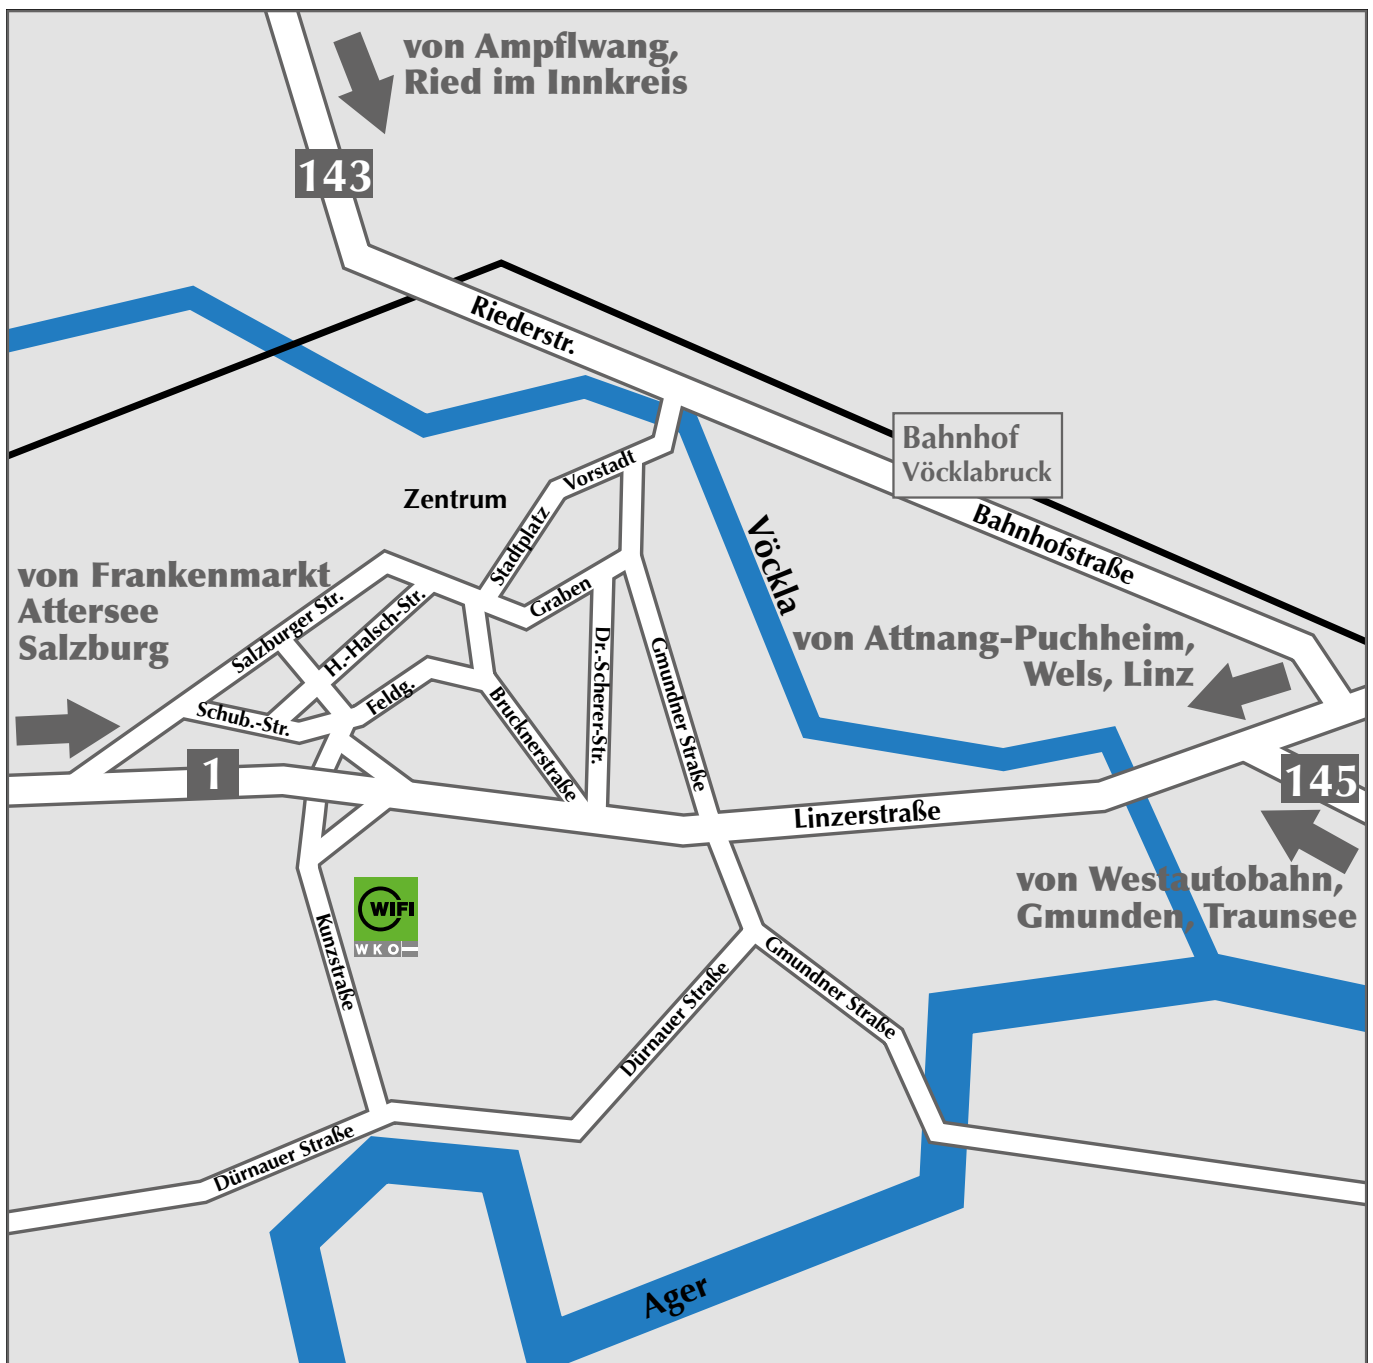 von Ampflwang,
Ried im Innkreis
143
Riederstr.
Bahnhof
Vöcklabruck
Vorstadt
Zentrum
Stadtplatz
Bahnhofstraße
Vöckla
von Frankenmarkt
Attersee
Salzburg
Salzburger Str.
H.-Halsch-Str.
Graben
von Attnang-Puchheim,
Wels, Linz
Schub.-Str.
Feldg.
Brucknerstraße
Dr.-Scherer-Str.
Gmundner Straße
1
145
Linzerstraße
von Westautobahn,
Gmunden, Traunsee
WIFI
WKO
Kunzstraße
Dürnauer Straße
Gmundner Straße
Dürnauer Straße
Ager